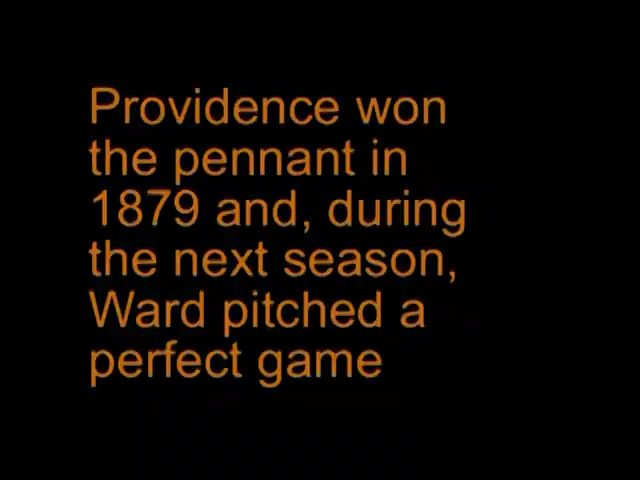 Providence won
the pennant in
1879 and, during
the next season,
Ward pitched a
perfect game